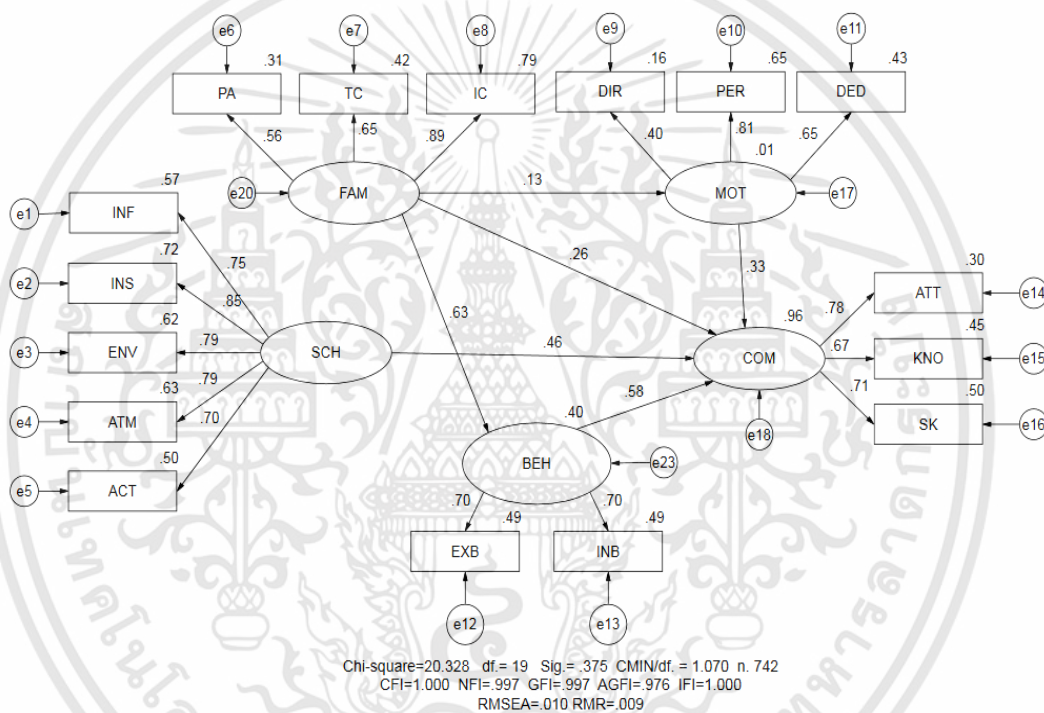 e6 e7 e8 e9 e10 e11
.31 .42 .79 .16 .65 .43
PA TC IC DIR PER DED
.56 .65 .89 .40 .81 .65
.01
e20 FAM .13 MOT e17
.57
e1 INF
.75
.72
e2 INS
.85
.26 .33
.30
.78 ATT e14
.62
.63
.96
.45
e3 ENV .79 SCH .46 COM .67 KNO e15
.79
.63
.71
.50
e4 ATM
.58
SK e16
.70
.40
e18
.50
e5 ACT
BEH e23
.70 .70
.49 .49
EXB INB
e12 e13
Chi-square=20.328 df.= 19 Sig.= .375 CMIN/df. = 1.070 n. 742
CFI=1.000 NFI=.997 GFI=.997 AGFI=.976 IFI=1.000
RMSEA=.010 RMR=.009